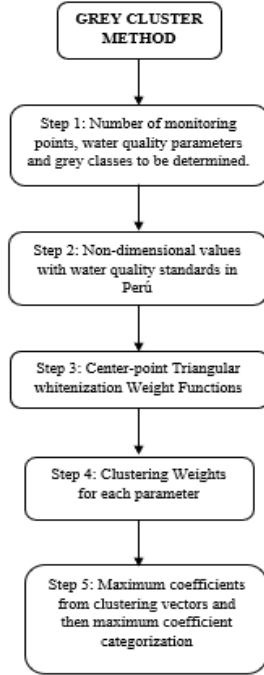 GREY CLUSTER
METHOD
Step 1: Number of monitoring
points, water quality parameters
and grey classes to be determined.
Step 2: Non-dimensional values
with water quality standards in
Perú
Step 3: Center-point Triangular
whitenization Weight Functions
Step 4: Clustering Weights
for each parameter
Step 5: Maximum coefficients
from clustering vectors and
then maximum coefficient
categorization